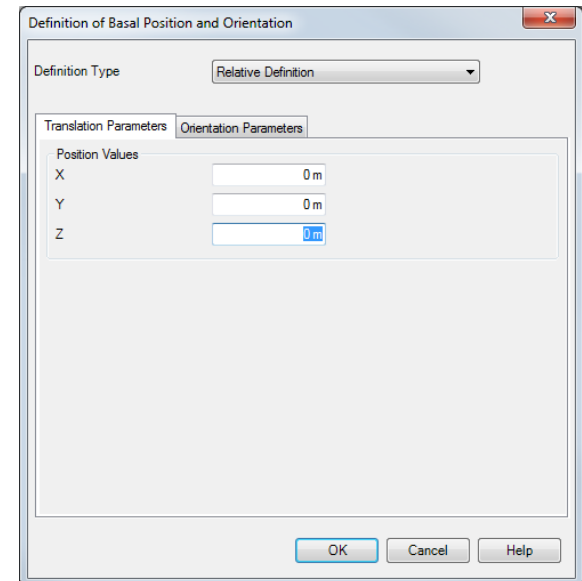 Definition of Basal Position and Orientation
Definition Type Relative Definition
Translation Parameters Orientation Parameters
Position Values
X 0 m
Y 0 m
Z 0 m
OK Cancel Help